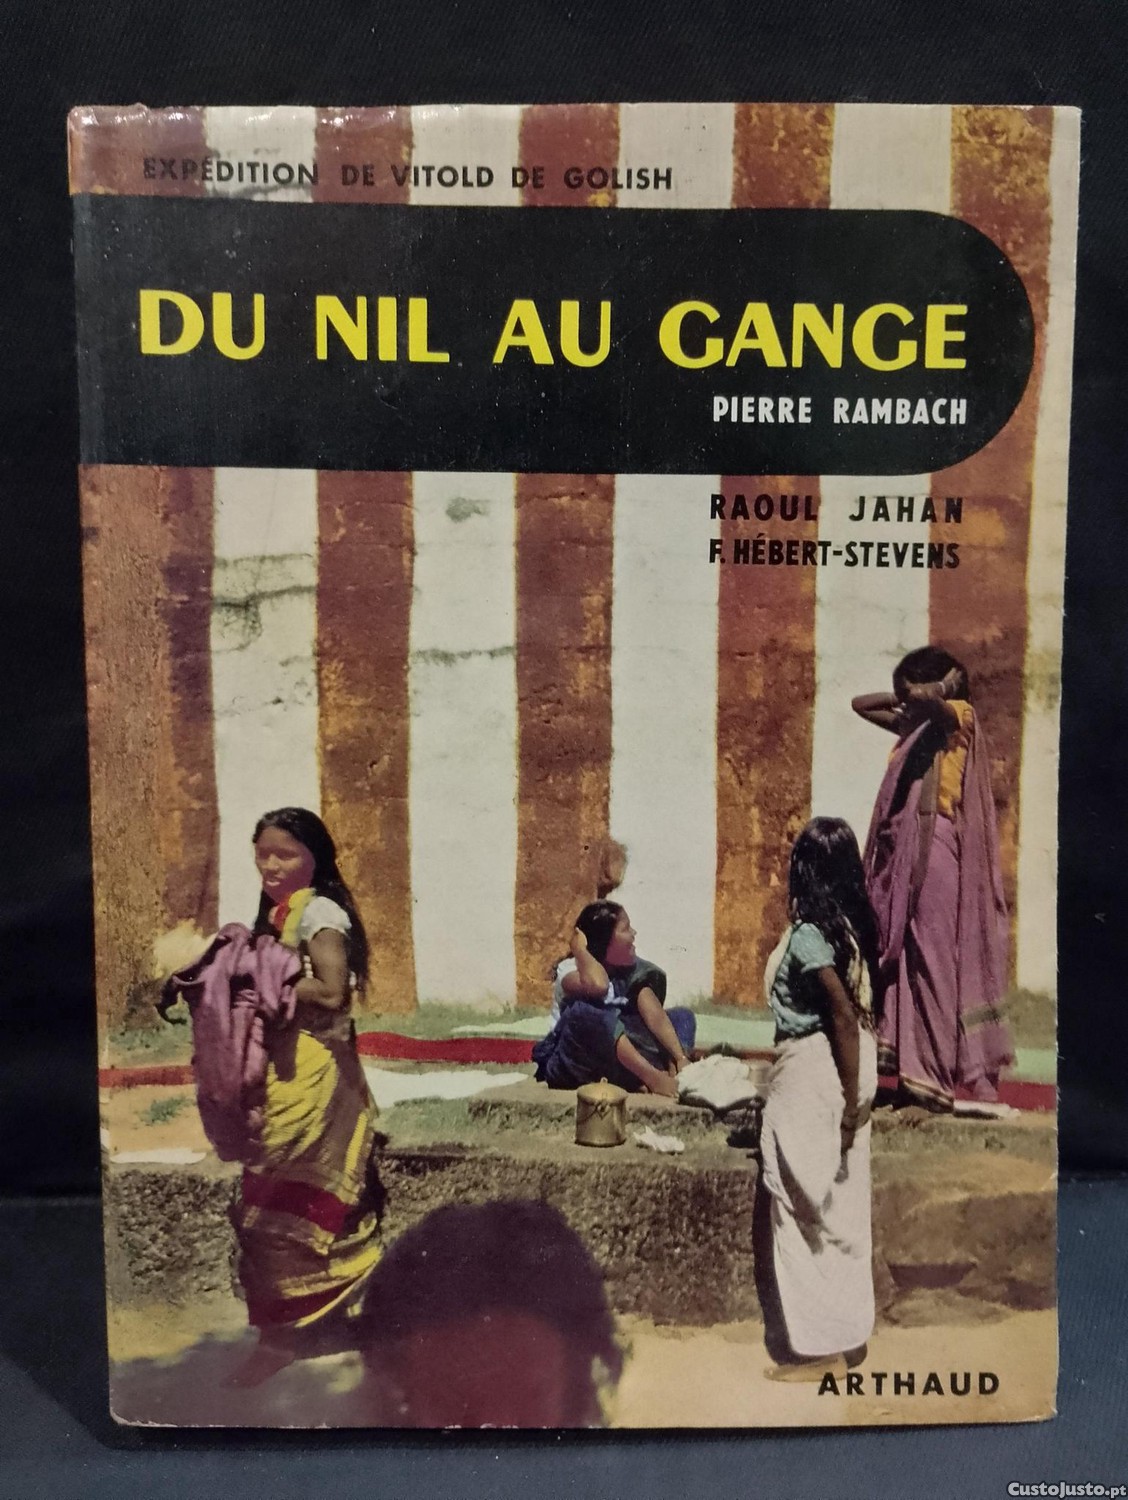 EXPÉDITION DE VITOLD DE GOLISH
DU NIL AU GANGE
PIERRE RAMBACH
RAOUL JAHAN
F. HÉBERT-STEVENS
ARTHAUD
CustoJusto.pt